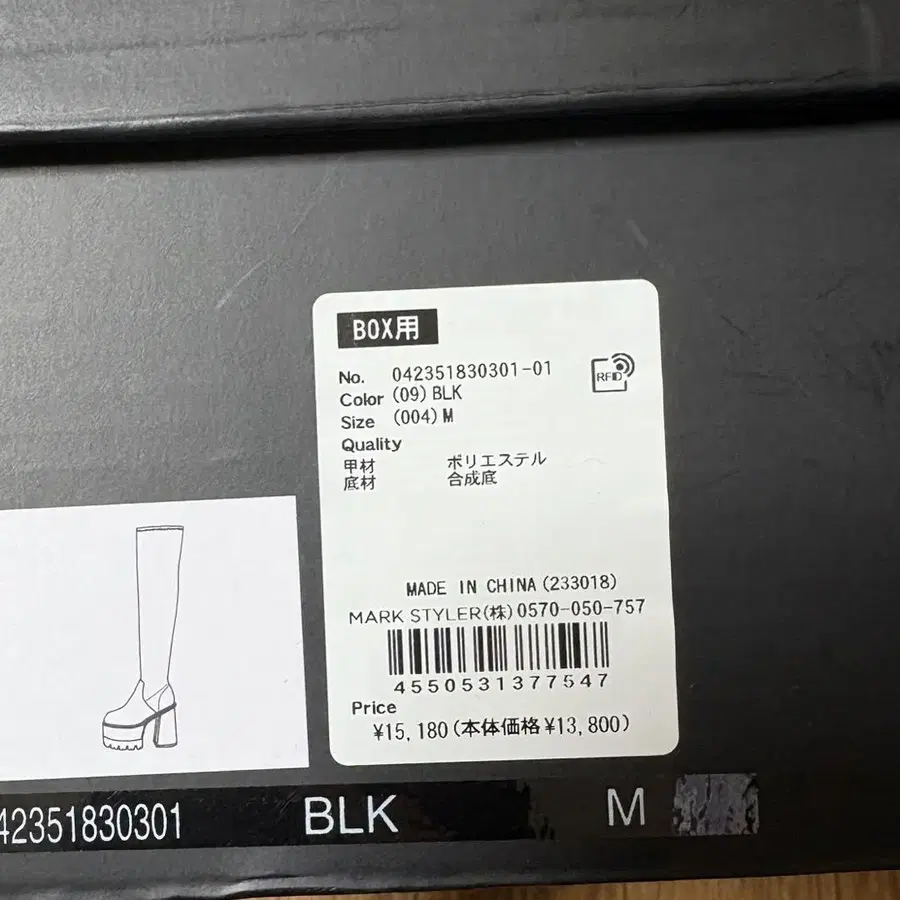 BOX用
No. 042351830301-01
RFID
Color (09)BLK
Size (004)M
Quality
甲材 ポリエステル
底材 合成底
MADE IN CHINA(233018)
MARK STYLER(株)0570-050-757
4550531377547
Price
¥15,180(本体価格¥13,800)
42351830301 BLK M